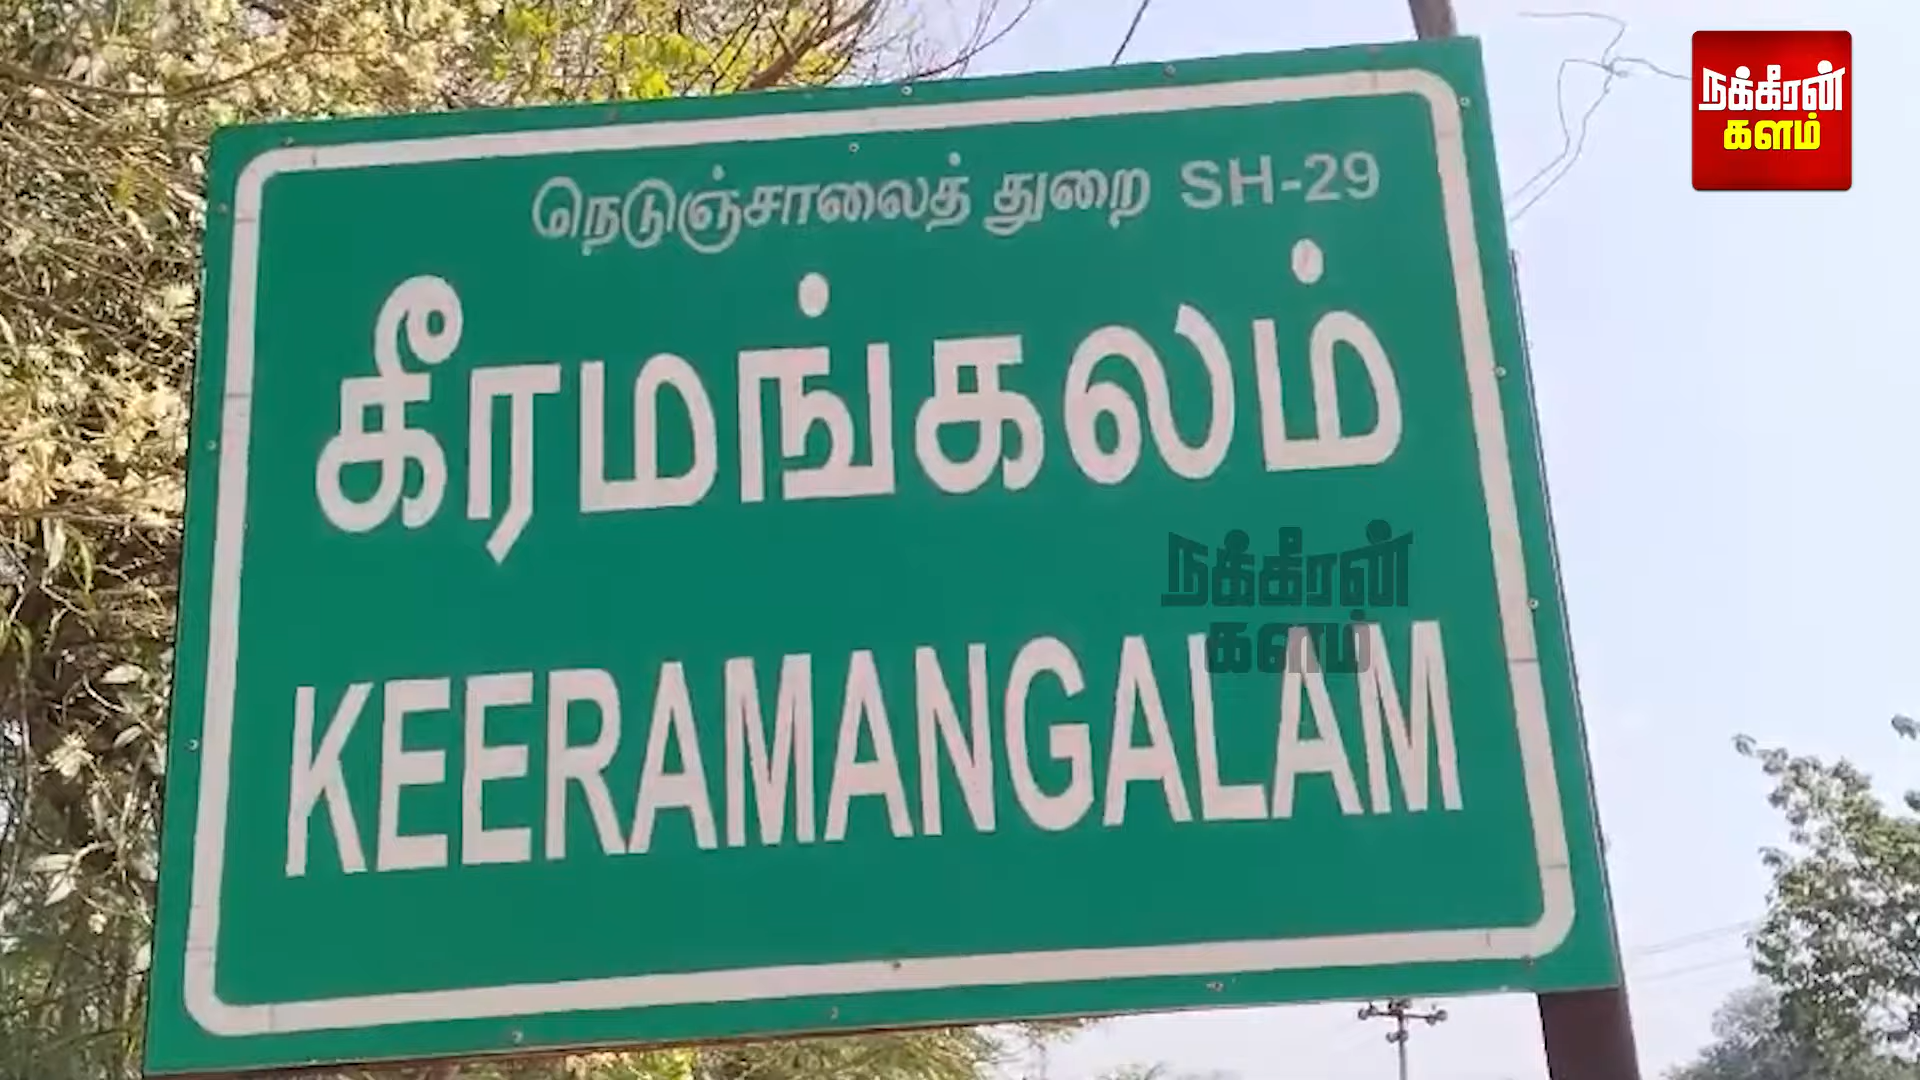 நக்கீரன்
களம்
நெடுஞ்சாலைத் துறை SH-29
கீரமங்கலம்
நக்கீரன்
களம்
KEERAMANGALAM